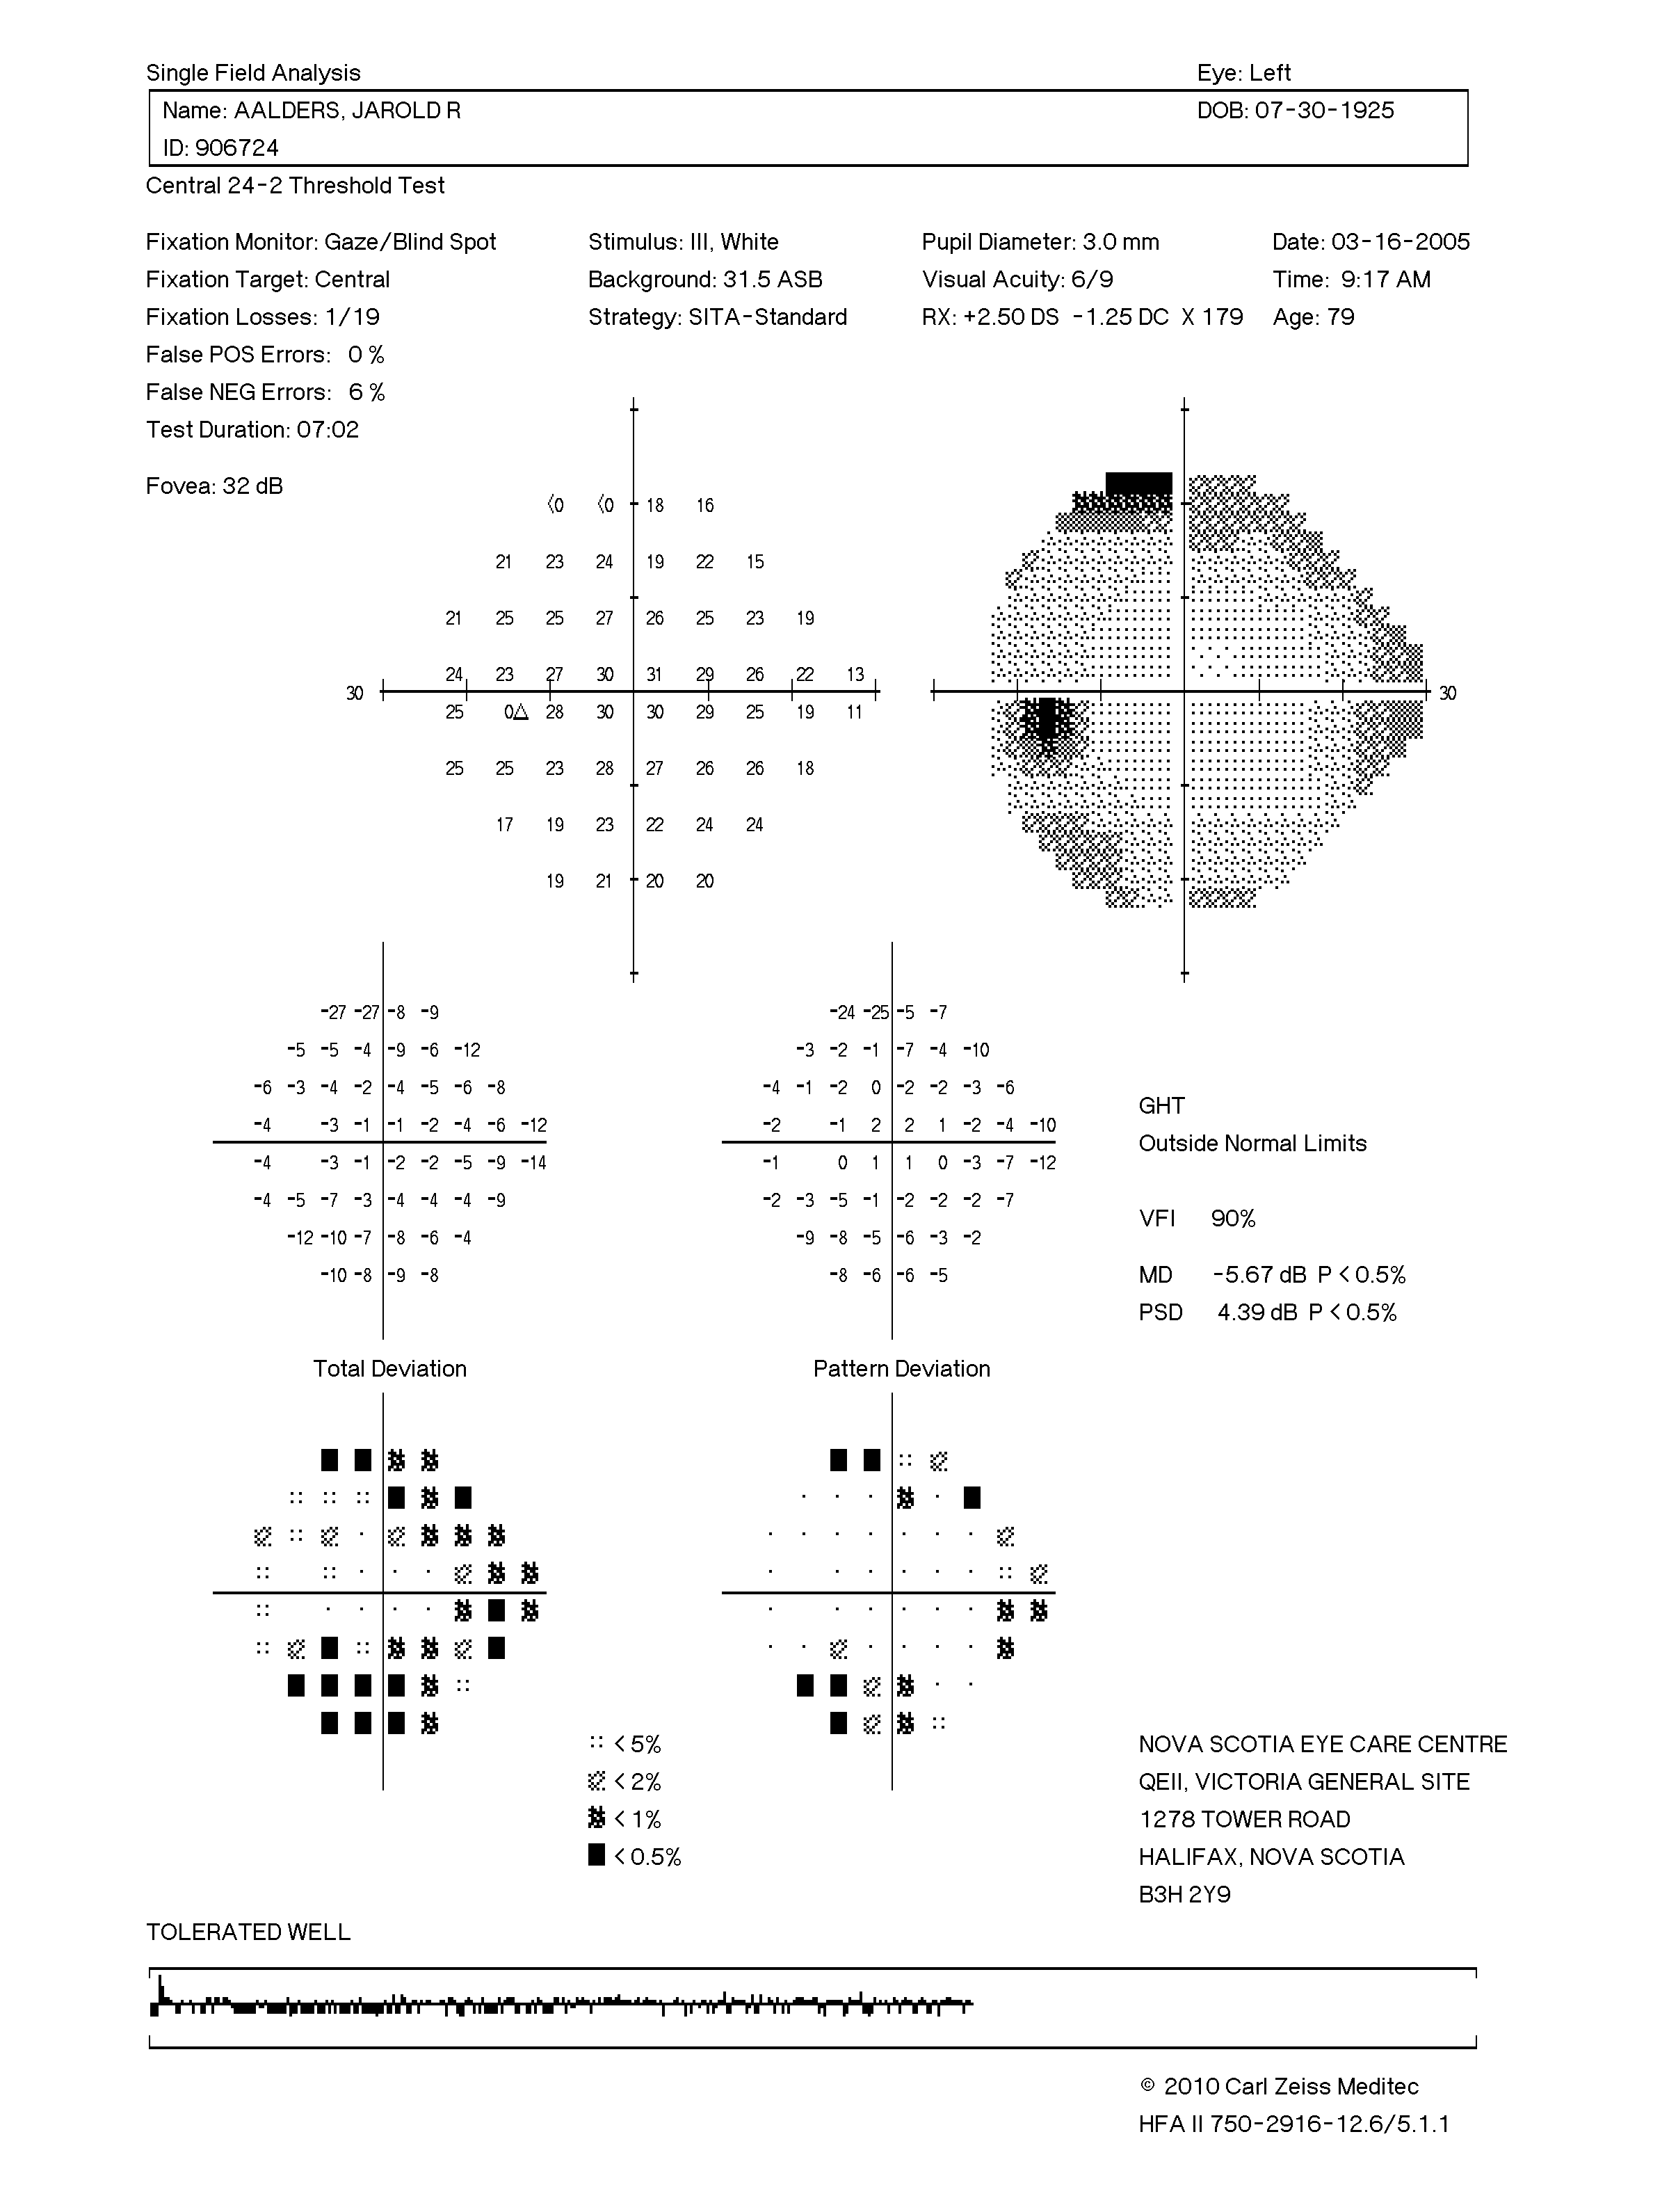 Single Field Analysis Eye: Left
Name: AALDERS, JAROLD R DOB: 07-30-1925
ID: 906724
Central 24-2 Threshold Test
Fixation Monitor: Gaze/Blind Spot Stimulus: III, White Pupil Diameter: 3.0 mm Date: 03-16-2005
Fixation Target: Central Background: 31.5 ASB Visual Acuity: 6/9 Time: 9:17 AM
Fixation Losses: 1/19 Strategy: SITA-Standard RX: +2.50 DS -1.25 DC X 179 Age: 79
False POS Errors: 0 %
False NEG Errors: 6 %
Test Duration: 07:02
Fovea: 32 dB
<0 <0 18 16
21 23 24 19 22 15
21 25 25 27 26 25 23 19
24 23 27 30 31 29 26 22 13
30 30
25 0△ 28 30 30 29 25 19 11
25 25 23 28 27 26 26 18
17 19 23 22 24 24
19 21 20 20
-27 -27 -8 -9 -24 -25 -5 -7
-5 -5 -4 -9 -6 -12 -3 -2 -1 -7 -4 -10
-6 -3 -4 -2 -4 -5 -6 -8 -4 -1 -2 0 -2 -2 -3 -6
GHT
-4 -3 -1 -1 -2 -4 -6 -12 -2 -1 2 2 1 -2 -4 -10
Outside Normal Limits
-4 -3 -1 -2 -2 -5 -9 -14 -1 0 1 1 0 -3 -7 -12
-4 -5 -7 -3 -4 -4 -4 -9 -2 -3 -5 -1 -2 -2 -2 -7
VFI 90%
-12 -10 -7 -8 -6 -4 -9 -8 -5 -6 -3 -2
-10 -8 -9 -8 -8 -6 -6 -5
MD -5.67 dB P < 0.5%
PSD 4.39 dB P < 0.5%
Total Deviation Pattern Deviation
< 5% NOVA SCOTIA EYE CARE CENTRE
< 2% QEII, VICTORIA GENERAL SITE
< 1% 1278 TOWER ROAD
< 0.5% HALIFAX, NOVA SCOTIA
B3H 2Y9
TOLERATED WELL
© 2010 Carl Zeiss Meditec
HFA II 750-2916-12.6/5.1.1